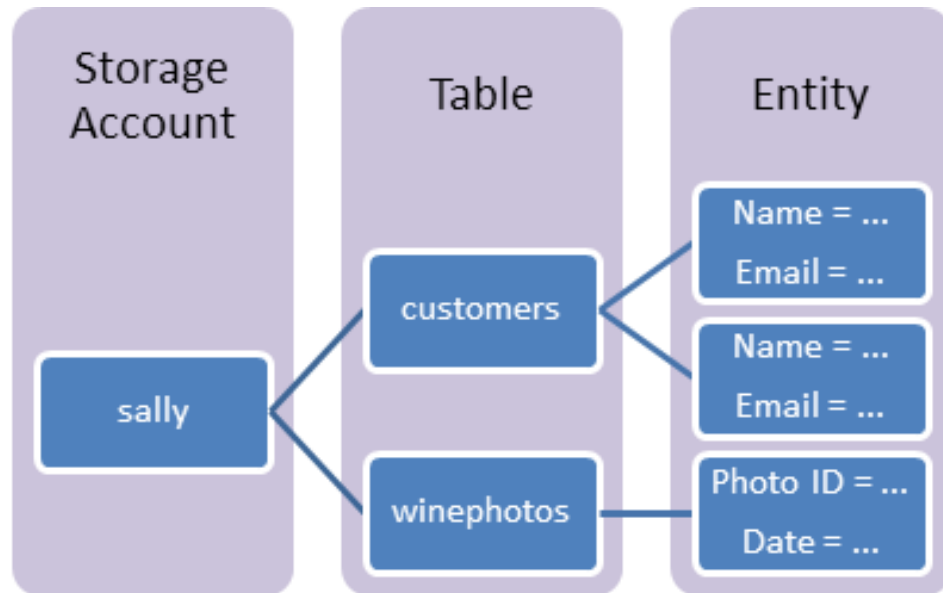 Storage
Account
Table
Entity
sally
customers
winephotos
Name = ...
Email = ...
Name = ...
Email = ...
Photo ID = ...
Date = ...